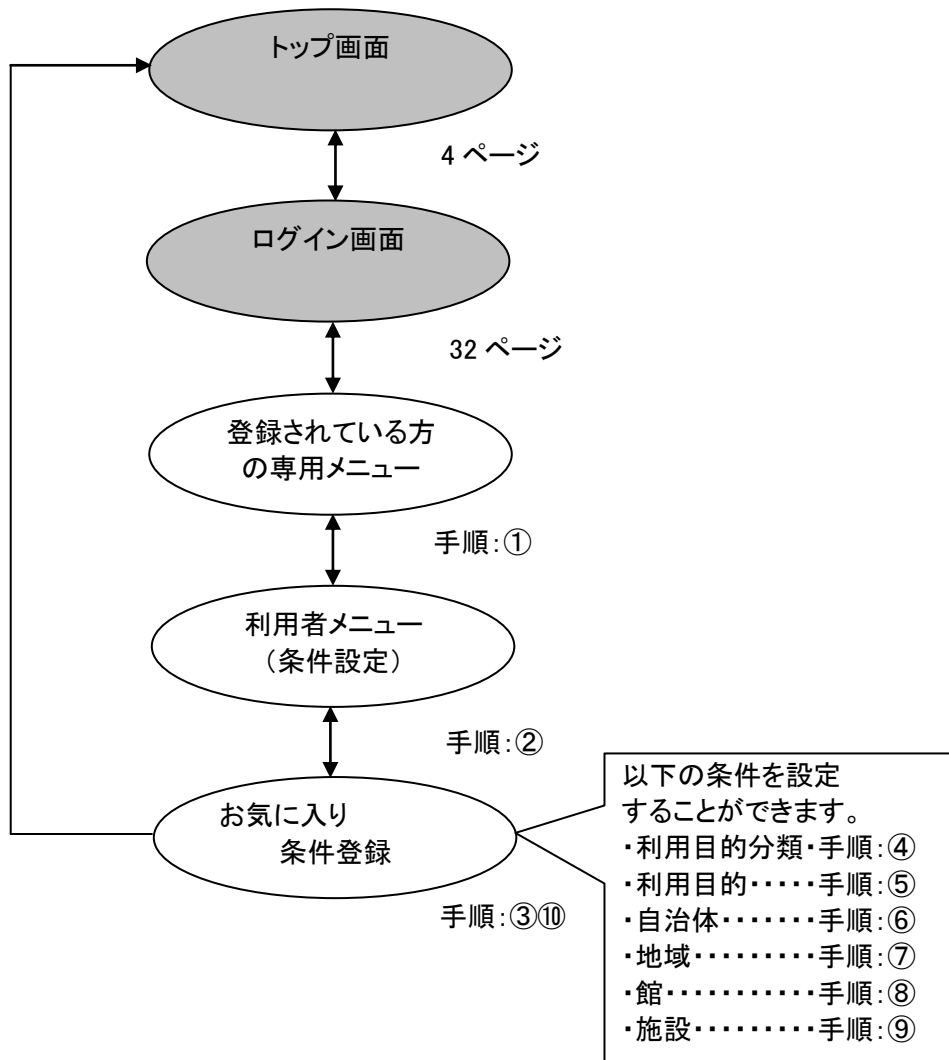 トップ画面
4 ページ
ログイン画面
32 ページ
登録されている方
の専用メニュー
手順：①
利用者メニュー
（条件設定）
手順：②
お気に入り
条件登録
手順：③⑩
以下の条件を設定
することができます。
・利用目的分類・手順：④
・利用目的・・・・・手順：⑤
・自治体・・・・・・・手順：⑥
・地域・・・・・・・・・手順：⑦
・館・・・・・・・・・・・手順：⑧
・施設・・・・・・・・・手順：⑨